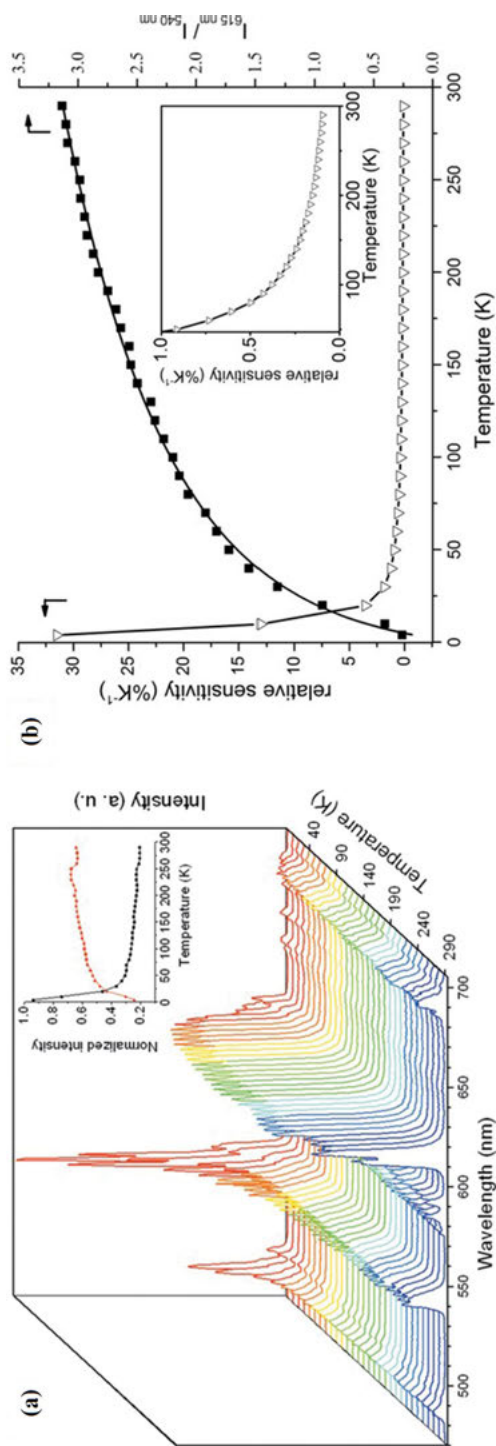 (a)
Intensity (a. u.)
Normalized intensity
1.0
0.8
0.6
0.4
0.2
0 50 100 150 200 250 300
Temperature (K)
40
90
140
190
240
290
Temperature (K)
500 550 600 650 700
Wavelength (nm)
(b)
relative sensitivity (%K-1)
35
30
25
20
15
10
5
0
0 50 100 150 200 250 300
Temperature (K)
3.5
3.0
2.5
2.0
1.5
1.0
0.5
0.0
I615 nm/I540 nm
relative sensitivity (%K-1)
1.0
0.5
0.0
100 200 300
Temperature (K)